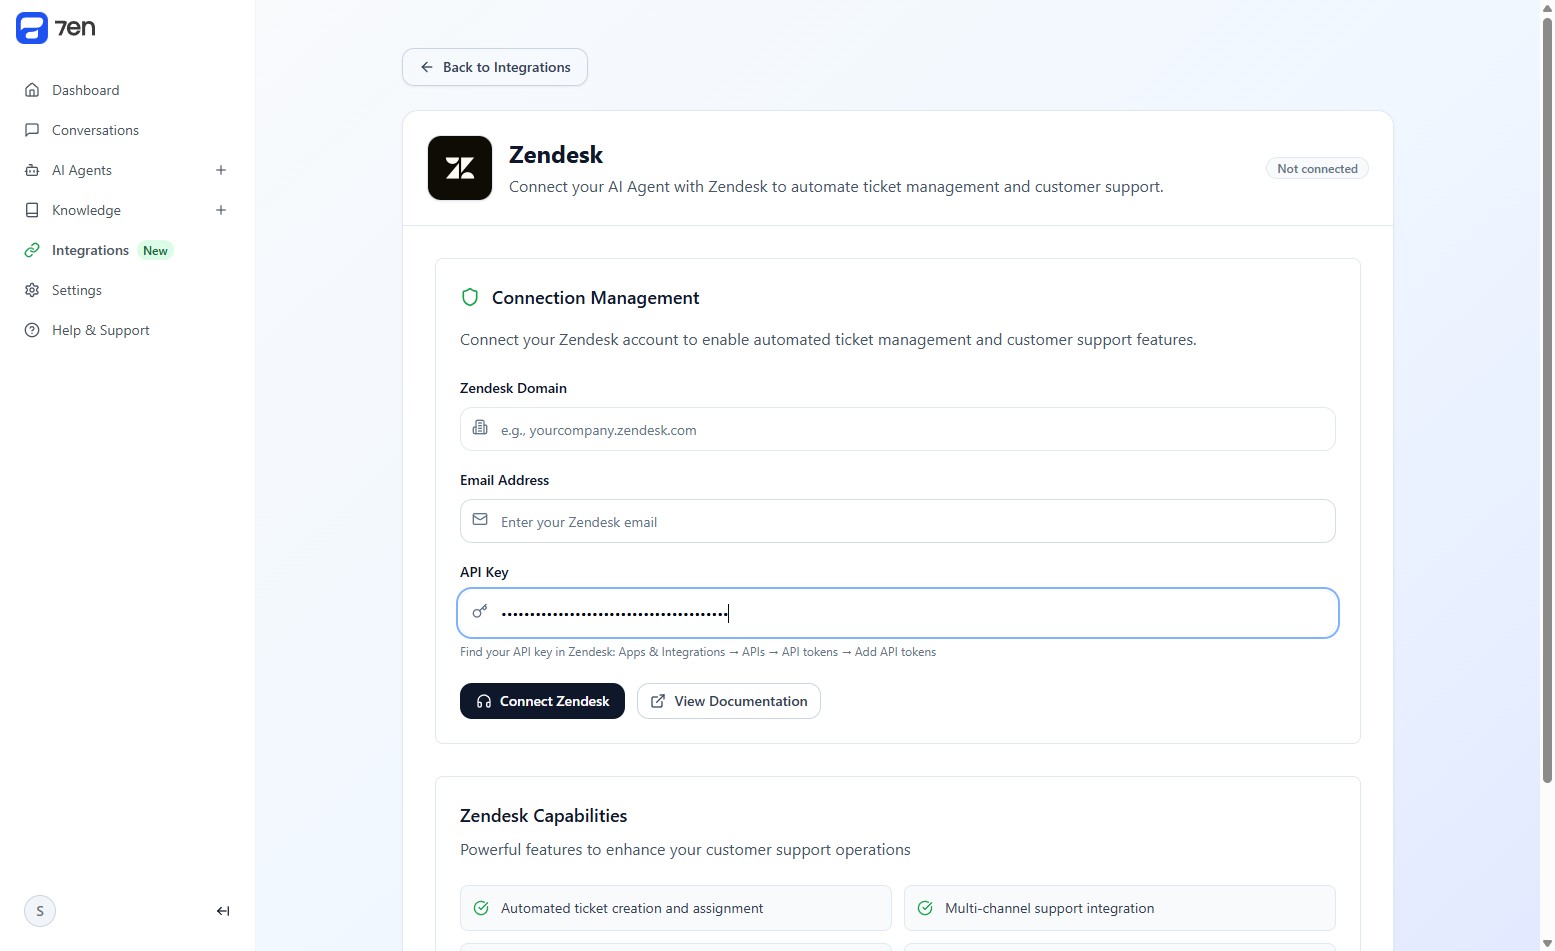 7en
Dashboard
Conversations
AI Agents
Knowledge
Integrations New
Settings
Help & Support
S
Back to Integrations
Zendesk
Connect your AI Agent with Zendesk to automate ticket management and customer support.
Not connected
Connection Management
Connect your Zendesk account to enable automated ticket management and customer support features.
Zendesk Domain
e.g., yourcompany.zendesk.com
Email Address
Enter your Zendesk email
API Key
••••••••••••••••••••••••••••••••••••••••
Find your API key in Zendesk: Apps & Integrations → APIs → API tokens → Add API tokens
Connect Zendesk
View Documentation
Zendesk Capabilities
Powerful features to enhance your customer support operations
Automated ticket creation and assignment
Multi-channel support integration